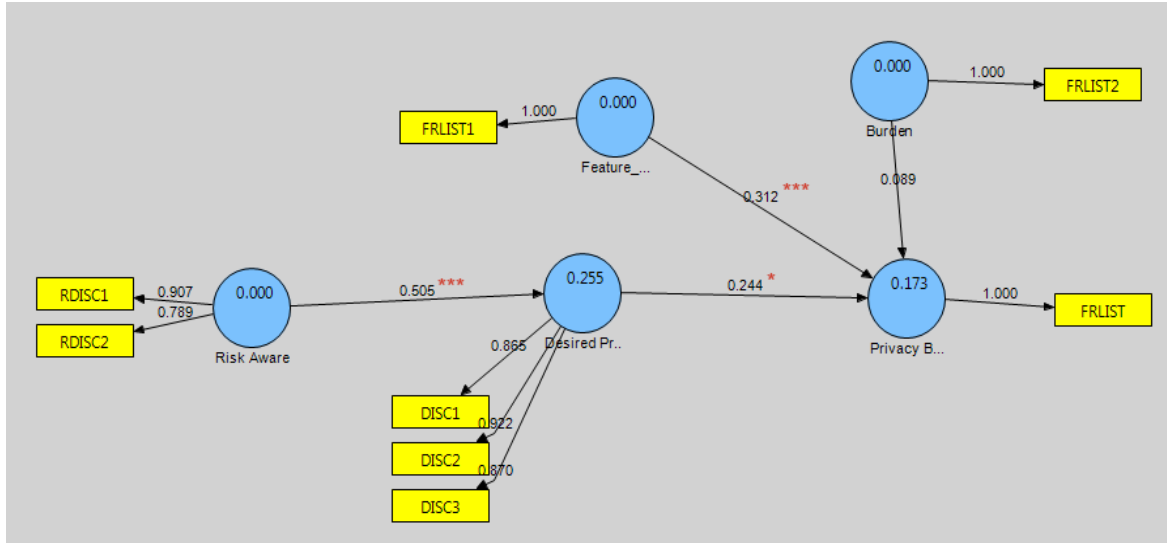 0.000
1.000
FRLIST2
Burden
0.089
0.000
1.000
FRLIST1
Feature_...
0.312 ***
RDISC1
0.907
RDISC2
0.789
0.000
Risk Aware
0.505 ***
0.255
Desired Pr..
0.244 *
0.173
Privacy B...
1.000
FRLIST
0.865
DISC1
0.922
DISC2
0.870
DISC3